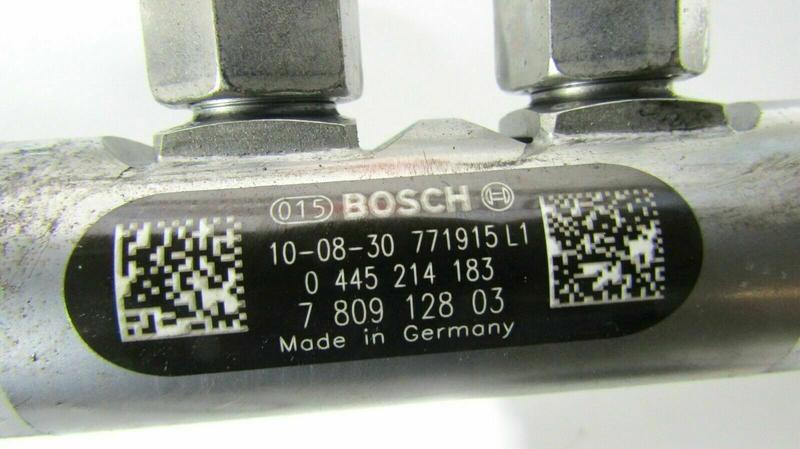 015 BOSCH
10-08-30 771915 L1
0 445 214 183
7 809 128 03
Made in Germany